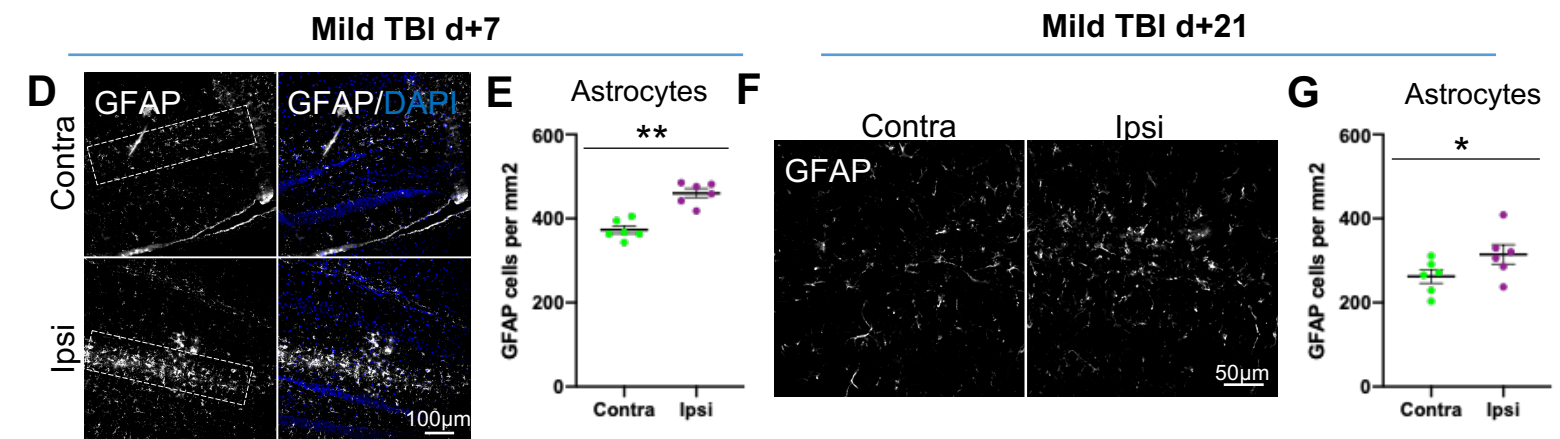 Mild TBI d+7
Mild TBI d+21
D
GFAP
GFAP/DAPI
Contra
Ipsi
100µm
E
Astrocytes
**
600
400
200
0
GFAP cells per mm2
Contra Ipsi
F
Contra
Ipsi
GFAP
50µm
G
Astrocytes
*
600
400
200
0
GFAP cells per mm2
Contra Ipsi